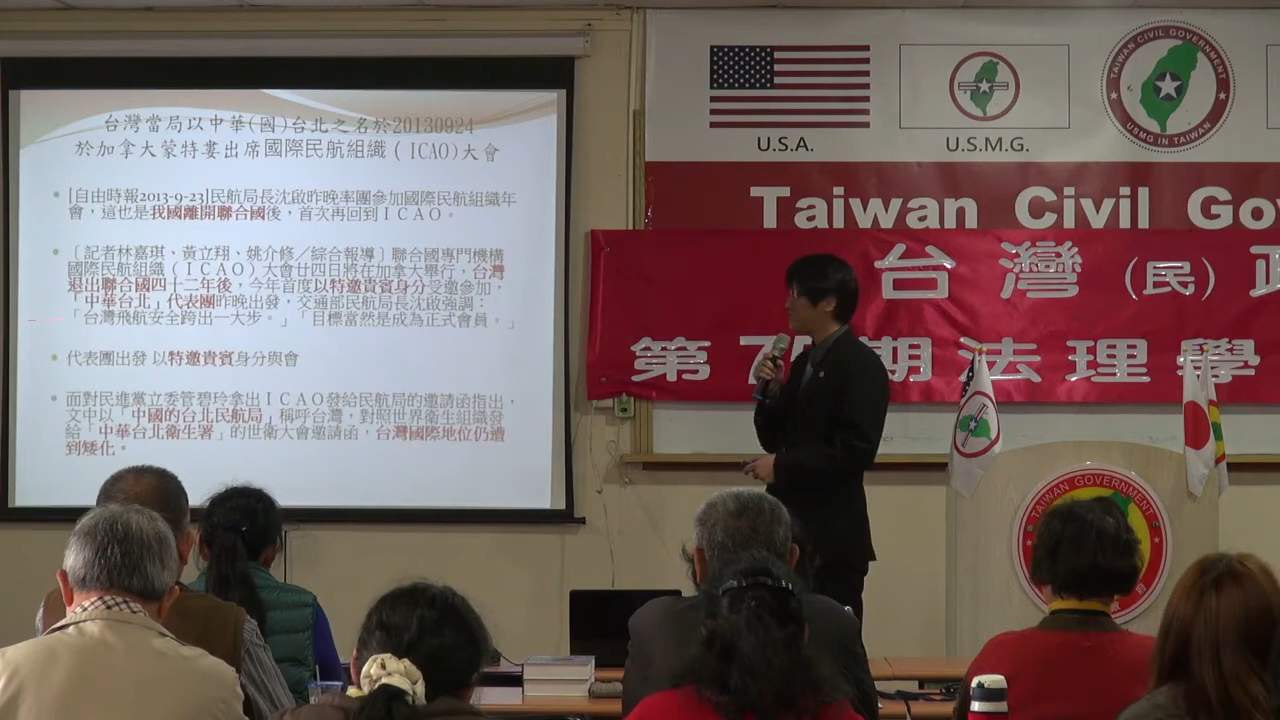 台灣當局以中華(國)台北之名於20130924
於加拿大蒙特婁出席國際民航組織(ICAO)大會
[自由時報2013-9-23]民航局長沈啟昨晚率團參加國際民航組織年
會，這也是我國離開聯合國後，首次再回到ICAO。
〔記者林嘉琪、黃立翔、姚介修／綜合報導〕聯合國專門機構
國際民航組織(ICAO)大會廿四日將在加拿大舉行，台灣
退出聯合國四十二年後，今年首度以特邀貴賓身分受邀參加，
「中華台北」代表團昨晚出發，交通部民航局長沈啟強調：
「台灣飛航安全跨出一大步。」「目標當然是成為正式會員。」
代表團出發 以特邀貴賓身分與會
面對民進黨立委管碧玲拿出ICAO發給民航局的邀請函指出，
文中以「中國的台北民航局」稱呼台灣，對照世界衛生組織發
給「中華台北衛生署」的世衛大會邀請函，台灣國際地位仍遭
到矮化。
U.S.A.
U.S.M.G.
TAIWAN CIVIL GOVERNMENT
USMG IN TAIWAN
Taiwan Civil Go
台灣(民)政
第 期法理學
TAIWAN GOVERNMENT